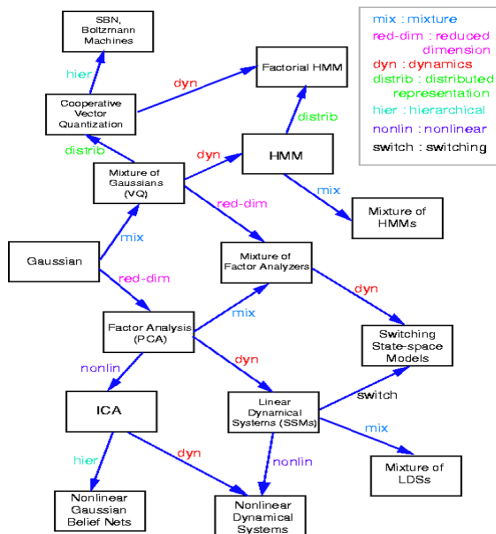 SBN,
Boltzmann
Machines
hier
dyn
Factorial HMM
Cooperative
Vector
Quantization
distrib
distrib
dyn
HMM
Mixture of
Gaussians (VQ)
mix
Mixture of
HMMs
red-dim
mix
Gaussian
Mixture of
Factor Analyzers
red-dim
dyn
Factor Analysis
(PCA)
mix
Switching
State-space
Models
nonlin
dyn
switch
ICA
Linear
Dynamical
Systems (SSMs)
mix
hier
dyn
nonlin
Mixture of
LDSs
Nonlinear
Gaussian
Belief Nets
Nonlinear
Dynamical
Systems
mix : mixture
red-dim : reduced
dimension
dyn : dynamics
distrib : distributed
representation
hier : hierarchical
nonlin : nonlinear
switch : switching